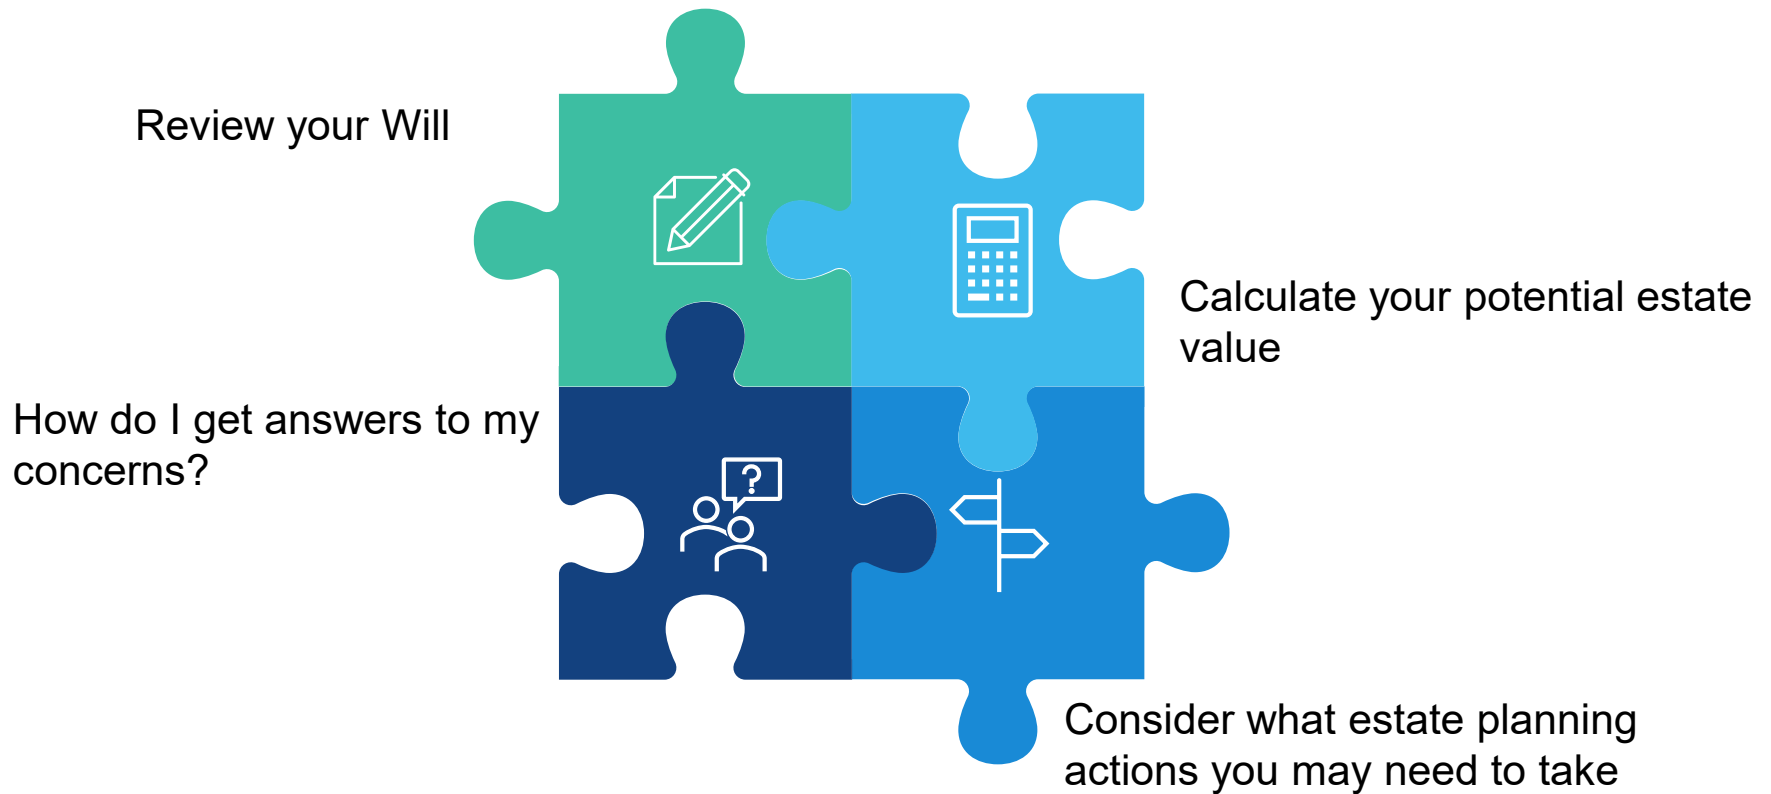 Review your Will
Calculate your potential estate
value
How do I get answers to my
concerns?
?
Consider what estate planning
actions you may need to take